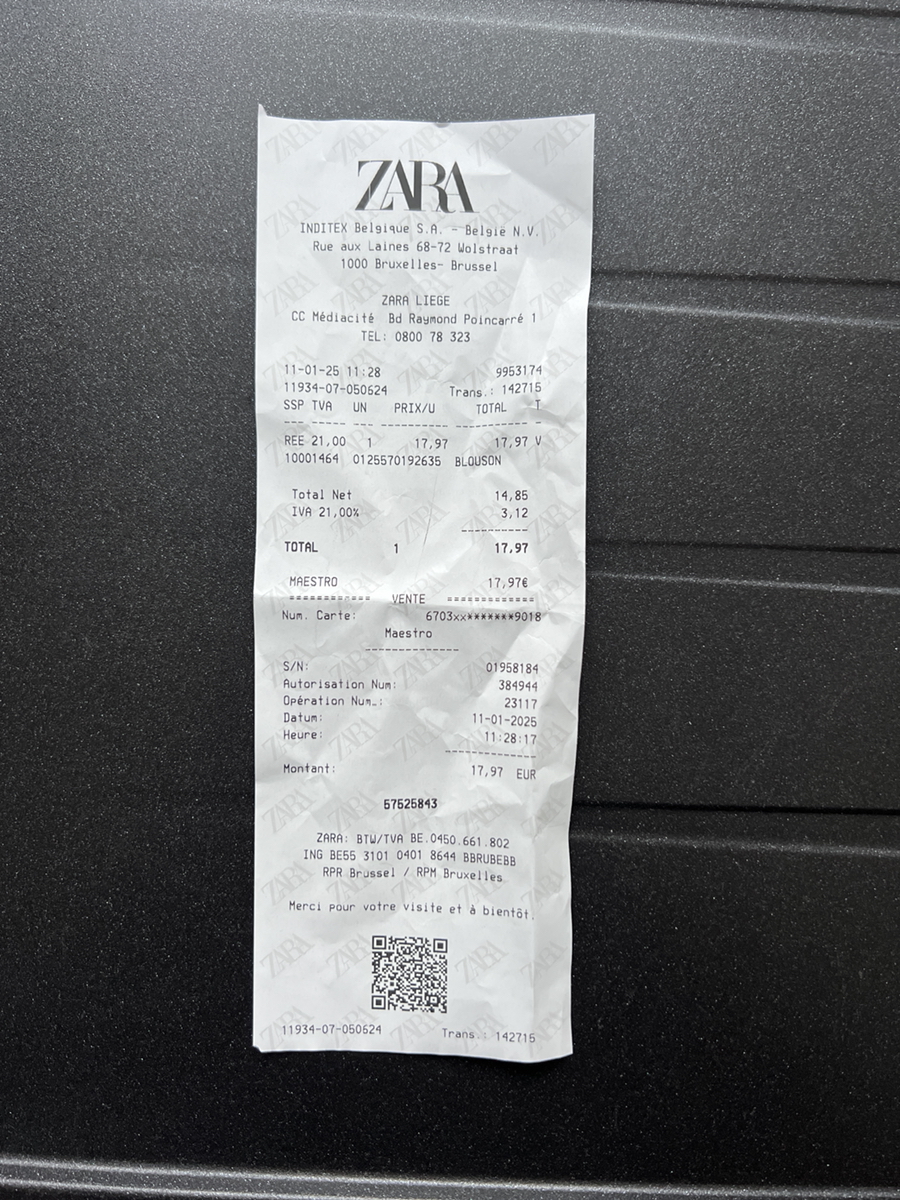 ZARA
INDITEX Belgique S.A. - Belgïe N.V.
Rue aux Laines 68-72 Wolstraat
1000 Bruxelles- Brussel
ZARA LIEGE
CC Médiacité Bd Raymond Poincarré 1
TEL: 0800 78 323
11-01-25 11:28 9953174
11934-07-050624 Trans.: 142715
SSP TVA UN PRIX/U TOTAL T
REE 21,00 1 17,97 17,97 V
10001464 0125570192635 BLOUSON
Total Net 14,85
IVA 21,00% 3,12
TOTAL 1 17,97
MAESTRO 17,97€
=========== VENTE ============
Num. Carte: 6703xx*******9018
Maestro
S/N: 01958184
Autorisation Num: 384944
Opération Num.: 23117
Datum: 11-01-2025
Heure: 11:28:17
Montant: 17,97 EUR
57525843
ZARA: BTW/TVA BE.0450.661.802
ING BE55 3101 0401 8644 BBRUBEBB
RPR Brussel / RPM Bruxelles
Merci pour votre visite et à bientôt.
11934-07-050624 Trans.: 142715